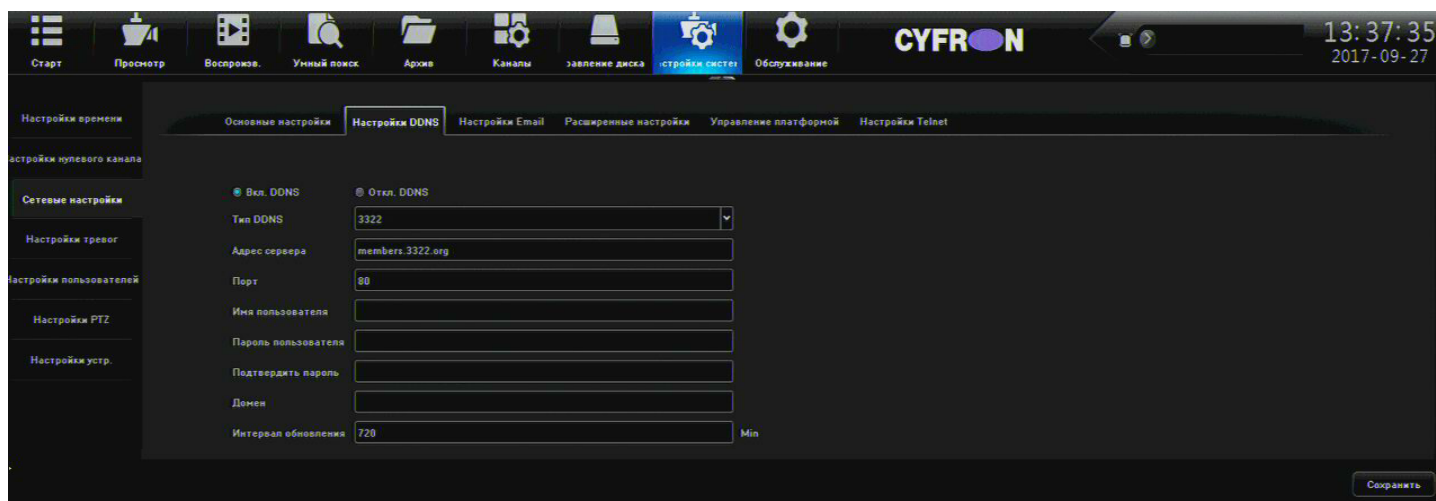 Старт Просмотр Воспроизв. Умный поиск Архив Каналы завление диска стройки систег Обслуживание
CYFRON
13:37:35
2017-09-27
Основные настройки Настройки DDNS Настройки Email Расширенные настройки Управление платформой Настройки Telnet
Настройки времени
астройки нулевого канала
Сетевые настройки
Настройки тревог
Настройки пользователей
Настройки PTZ
Настройки устр.
Вкл. DDNS Откл. DDNS
Тип DDNS 3322
Адрес сервера members.3322.org
Порт 80
Имя пользователя
Пароль пользователя
Подтвердить пароль
Домен
Интервал обновления 720 Min
Сохранить